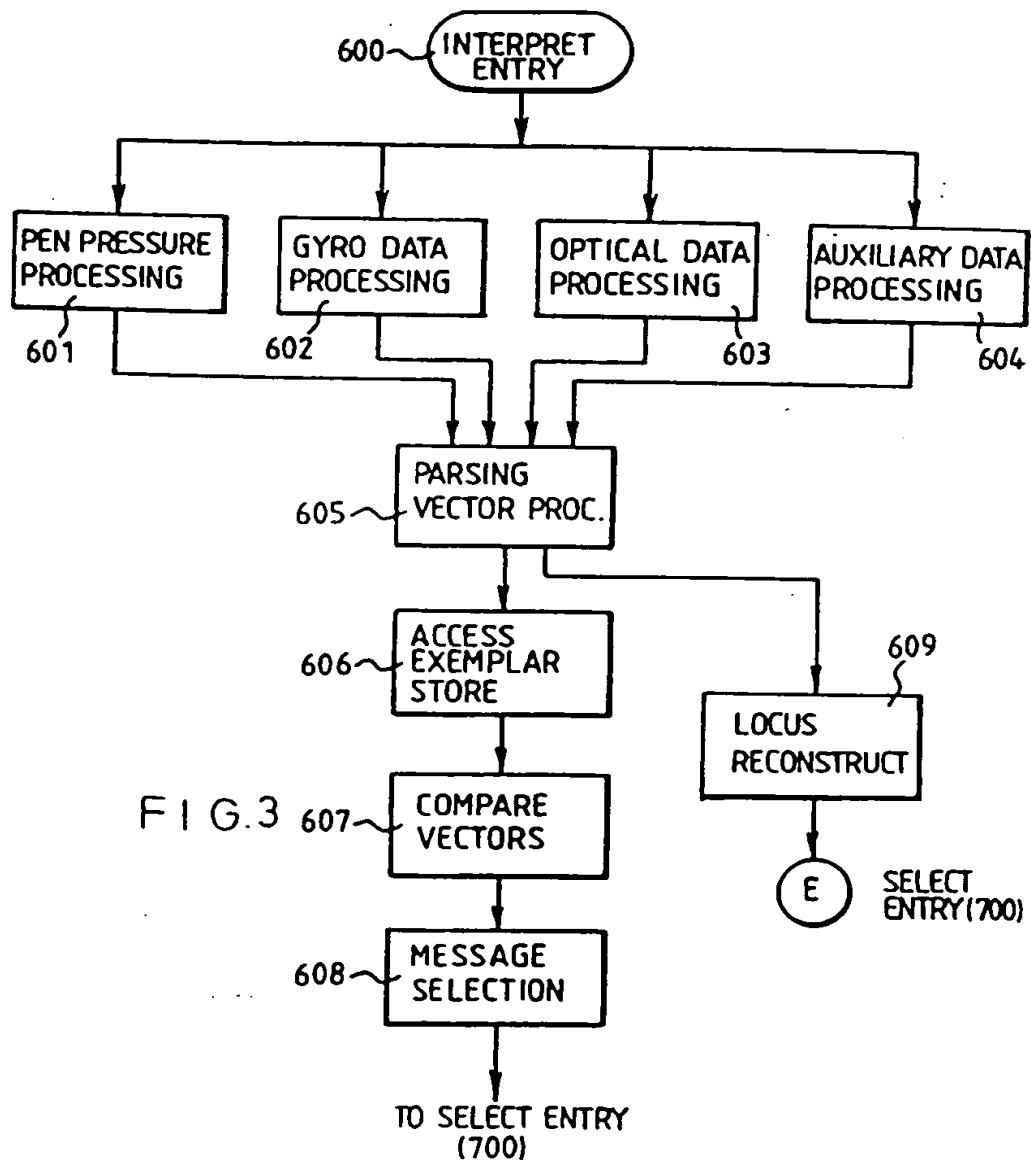 600
INTERPRET
ENTRY
PEN PRESSURE
PROCESSING
601
GYRO DATA
PROCESSING
602
OPTICAL DATA
PROCESSING
603
AUXILIARY DATA
PROCESSING
604
PARSING
VECTOR PROC.
605
ACCESS
EXEMPLAR
STORE
606
609
LOCUS
RECONSTRUCT
FIG.3
COMPARE
VECTORS
607
E
SELECT
ENTRY(700)
MESSAGE
SELECTION
608
TO SELECT ENTRY
(700)